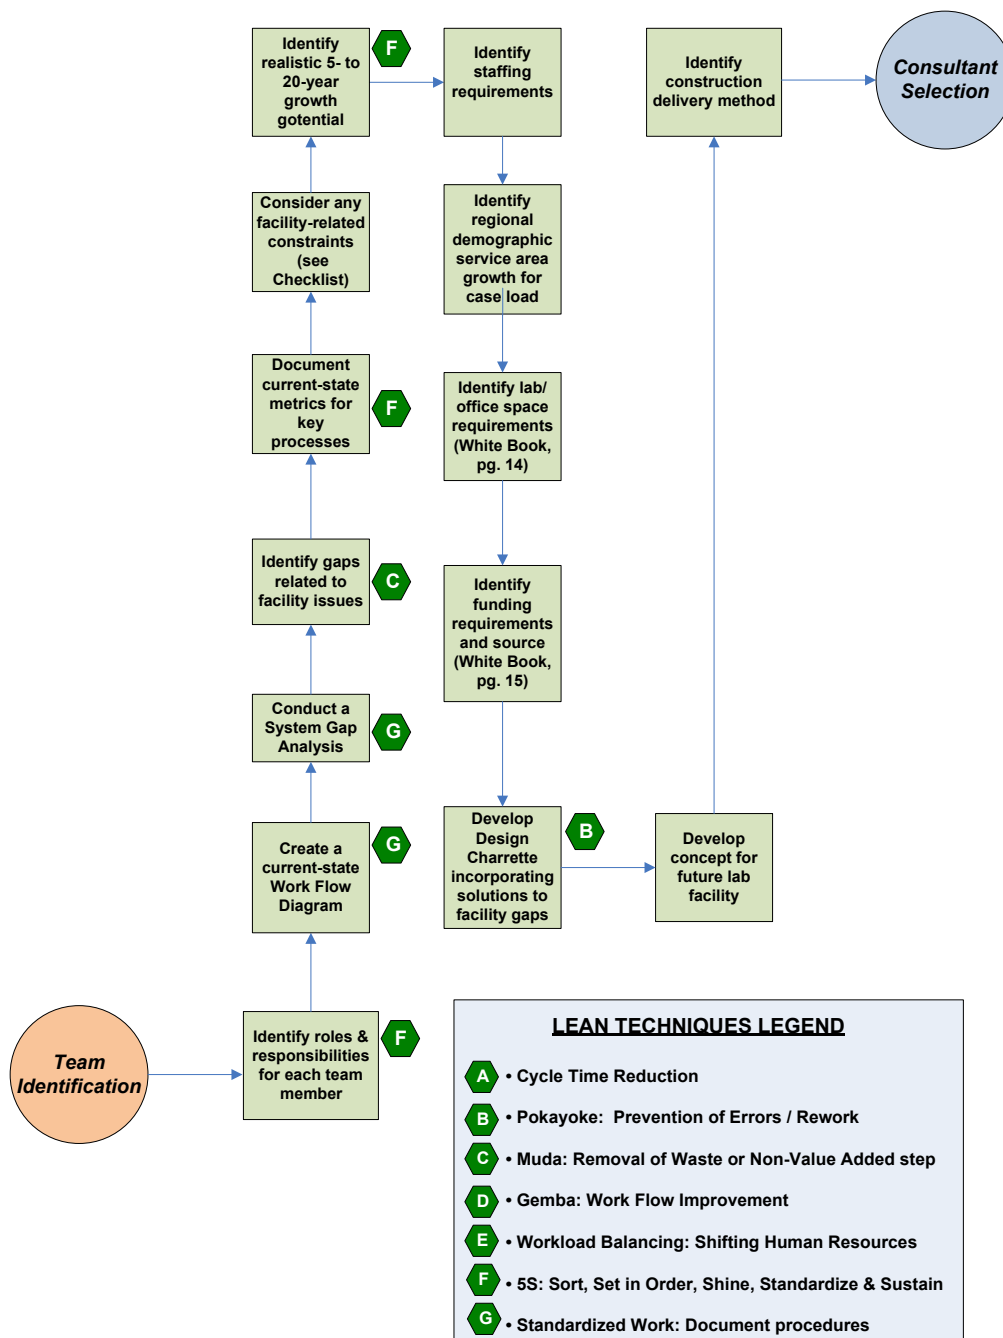 Identify
realistic 5- to
20-year
growth
gotential
F
Identify
staffing
requirements
Identify
construction
delivery method
Consultant
Selection
Consider any
facility-related
constraints
(see
Checklist)
Identify
regional
demographic
service area
growth for
case load
Document
current-state
metrics for
key
processes
F
Identify lab/
office space
requirements
(White Book,
pg. 14)
Identify gaps
related to
facility issues
C
Identify
funding
requirements
and source
(White Book,
pg. 15)
Conduct a
System Gap
Analysis
G
Create a
current-state
Work Flow
Diagram
G
Develop
Design
Charrette
incorporating
solutions to
facility gaps
B
Develop
concept for
future lab
facility
Team
Identification
Identify roles &
responsibilities
for each team
member
F
LEAN TECHNIQUES LEGEND
A • Cycle Time Reduction
B • Pokayoke: Prevention of Errors / Rework
C • Muda: Removal of Waste or Non-Value Added step
D • Gemba: Work Flow Improvement
E • Workload Balancing: Shifting Human Resources
F • 5S: Sort, Set in Order, Shine, Standardize & Sustain
G • Standardized Work: Document procedures